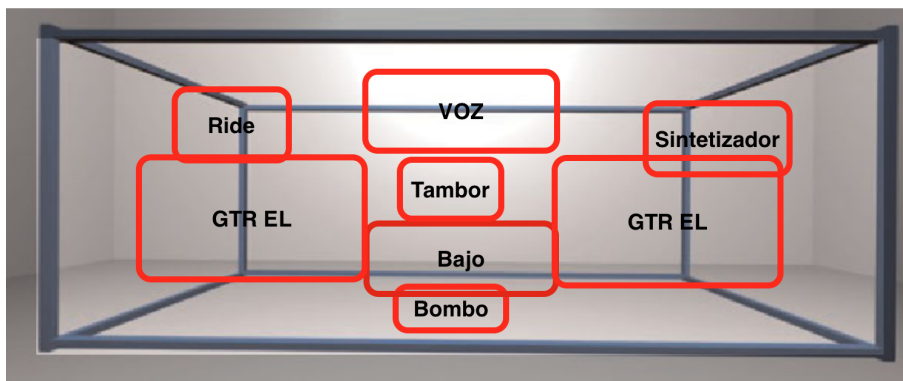 VOZ
Ride
Sintetizador
Tambor
GTR EL
GTR EL
Bajo
Bombo